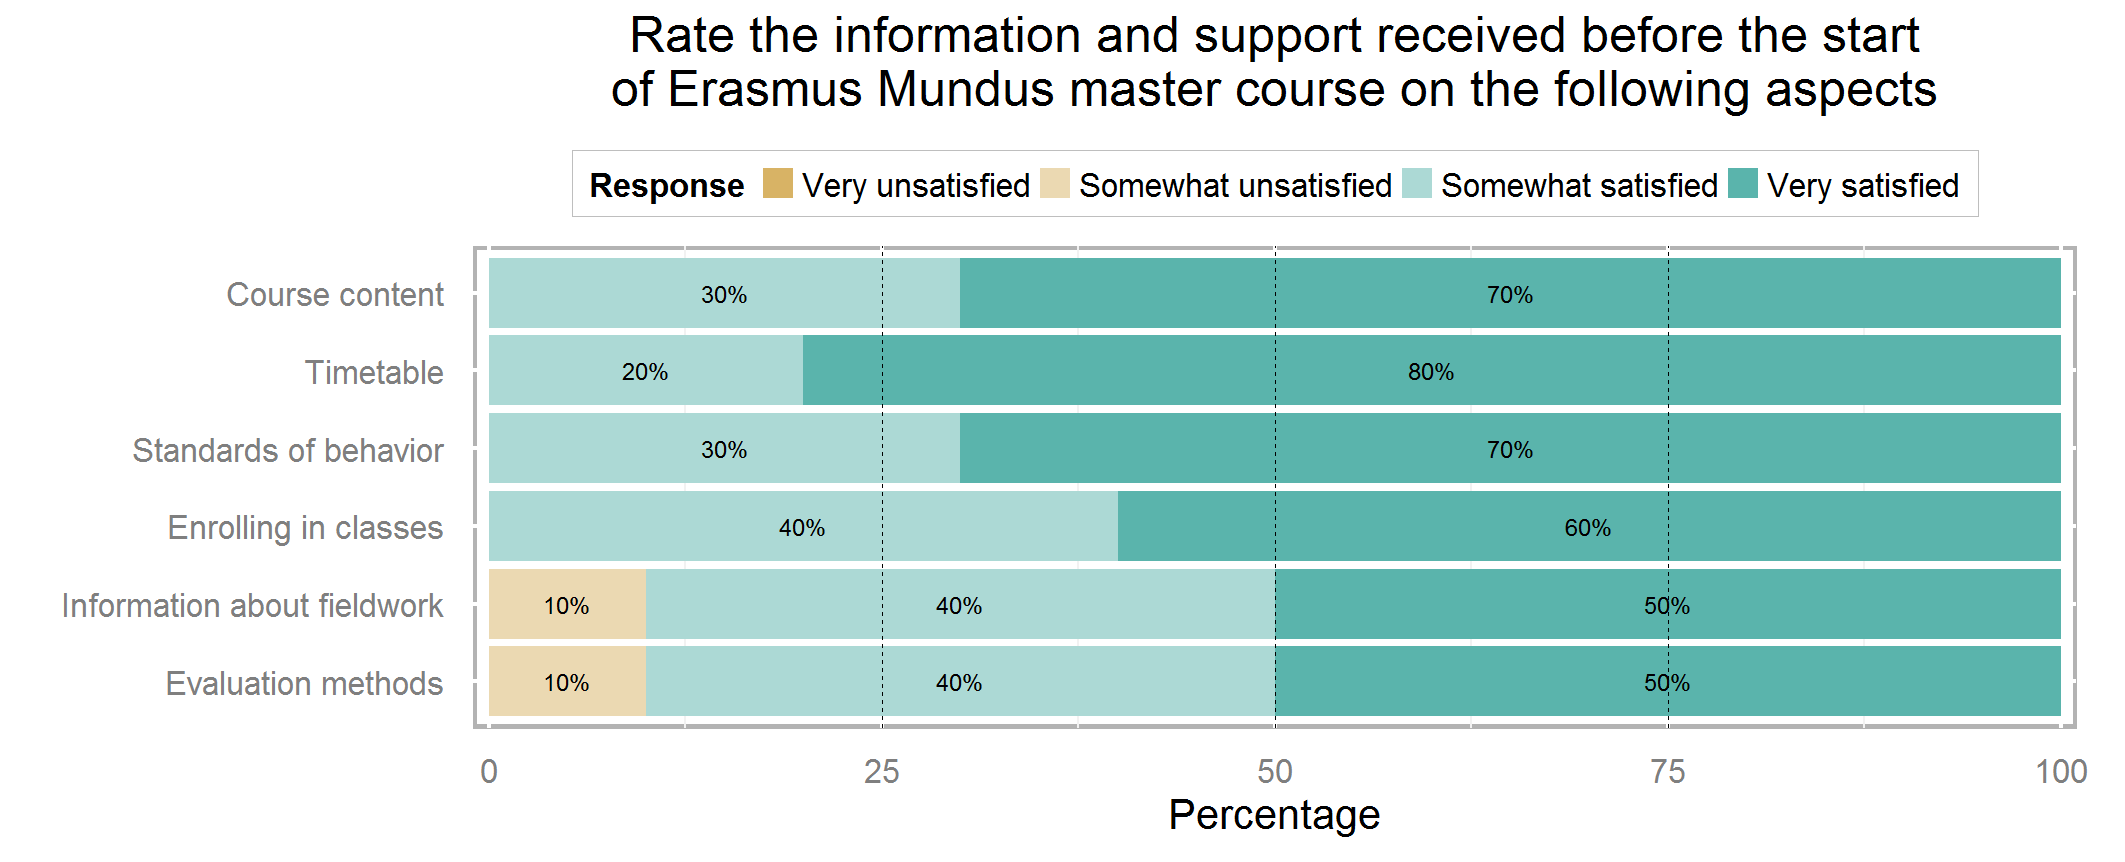 Rate the information and support received before the start
of Erasmus Mundus master course on the following aspects
Response Very unsatisfied Somewhat unsatisfied Somewhat satisfied Very satisfied
Course content 30% 70%
Timetable 20% 80%
Standards of behavior 30% 70%
Enrolling in classes 40% 60%
Information about fieldwork 10% 40% 50%
Evaluation methods 10% 40% 50%
0 25 50 75 100
Percentage